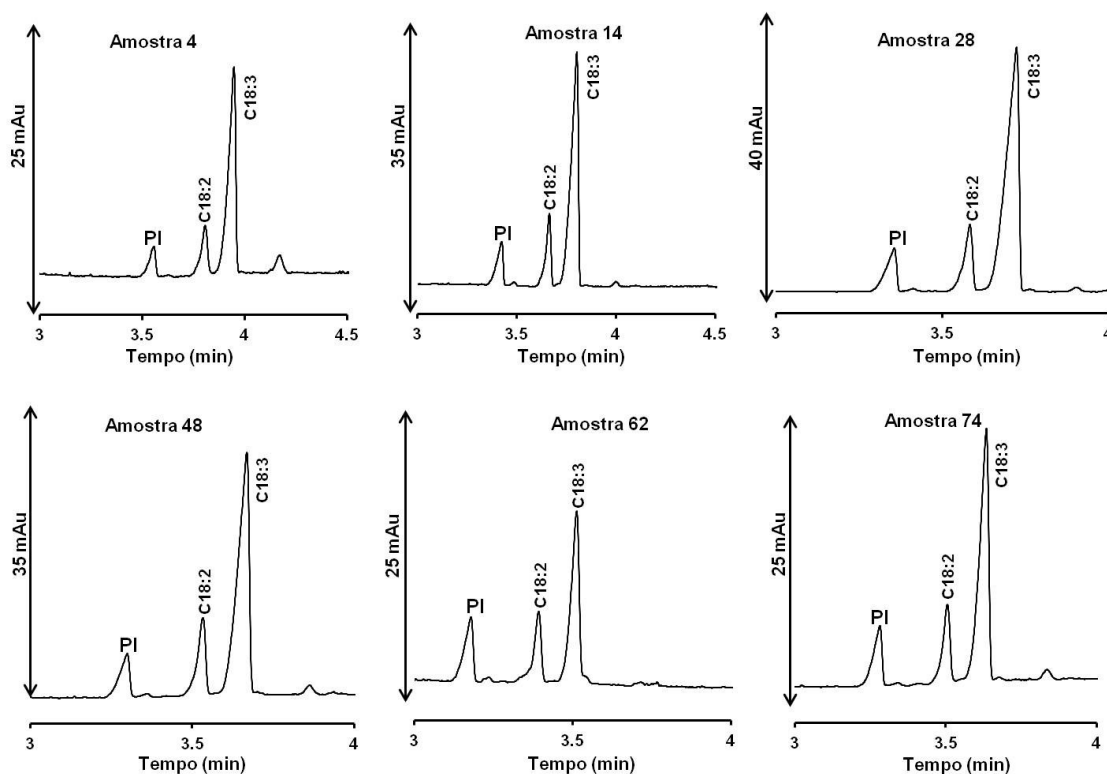 Amostra 4
25 mAu
PI
C18:2
C18:3
3
3.5
4
4.5
Tempo (min)
Amostra 14
35 mAu
PI
C18:2
C18:3
3
3.5
4
4.5
Tempo (min)
Amostra 28
40 mAu
PI
C18:2
C18:3
3
3.5
4
Tempo (min)
Amostra 48
35 mAu
PI
C18:2
C18:3
3
3.5
4
Tempo (min)
Amostra 62
25 mAu
PI
C18:2
C18:3
3
3.5
4
Tempo (min)
Amostra 74
25 mAu
PI
C18:2
C18:3
3
3.5
4
Tempo (min)